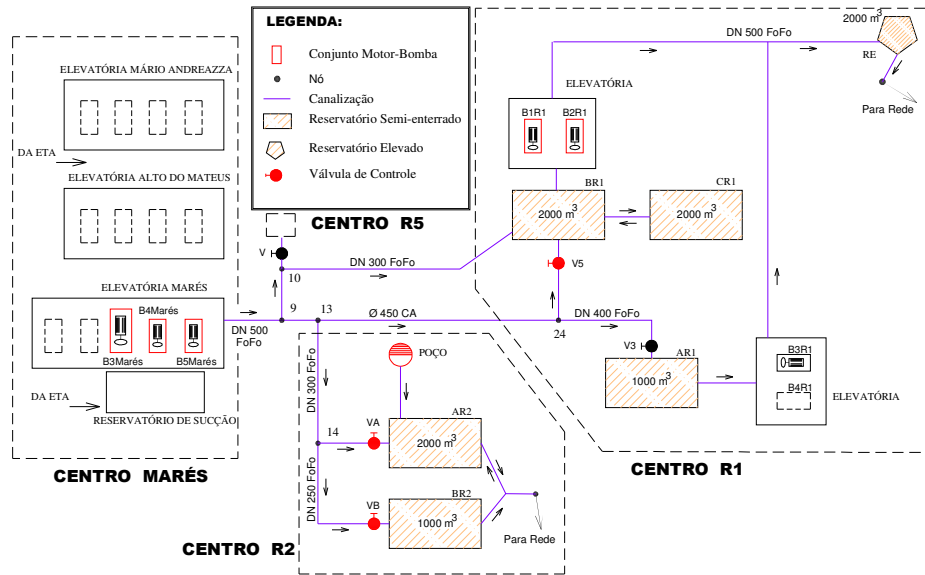 LEGENDA:
Conjunto Motor-Bomba
Nó
Canalização
Reservatório Semi-enterrado
Reservatório Elevado
Válvula de Controle
ELEVATÓRIA MÁRIO ANDREAZZA
DA ETA
ELEVATÓRIA ALTO DO MATEUS
ELEVATÓRIA MARÉS
B4Marés
B3Marés
B5Marés
DA ETA
RESERVATÓRIO DE SUCÇÃO
CENTRO MARÉS
DN 500
FoFo
CENTRO R5
V
10
9
13
DN 300 FoFo
Ø 450 CA
24
DN 400 FoFo
DN 300 FoFo
14
DN 250 FoFo
POÇO
VA
AR2
2000 m³
VB
BR2
1000 m³
Para Rede
CENTRO R2
ELEVATÓRIA
B1R1
B2R1
BR1
2000 m³
CR1
2000 m³
V5
V3
AR1
1000 m³
B3R1
B4R1
ELEVATÓRIA
DN 500 FoFo
2000 m³
RE
Para Rede
CENTRO R1